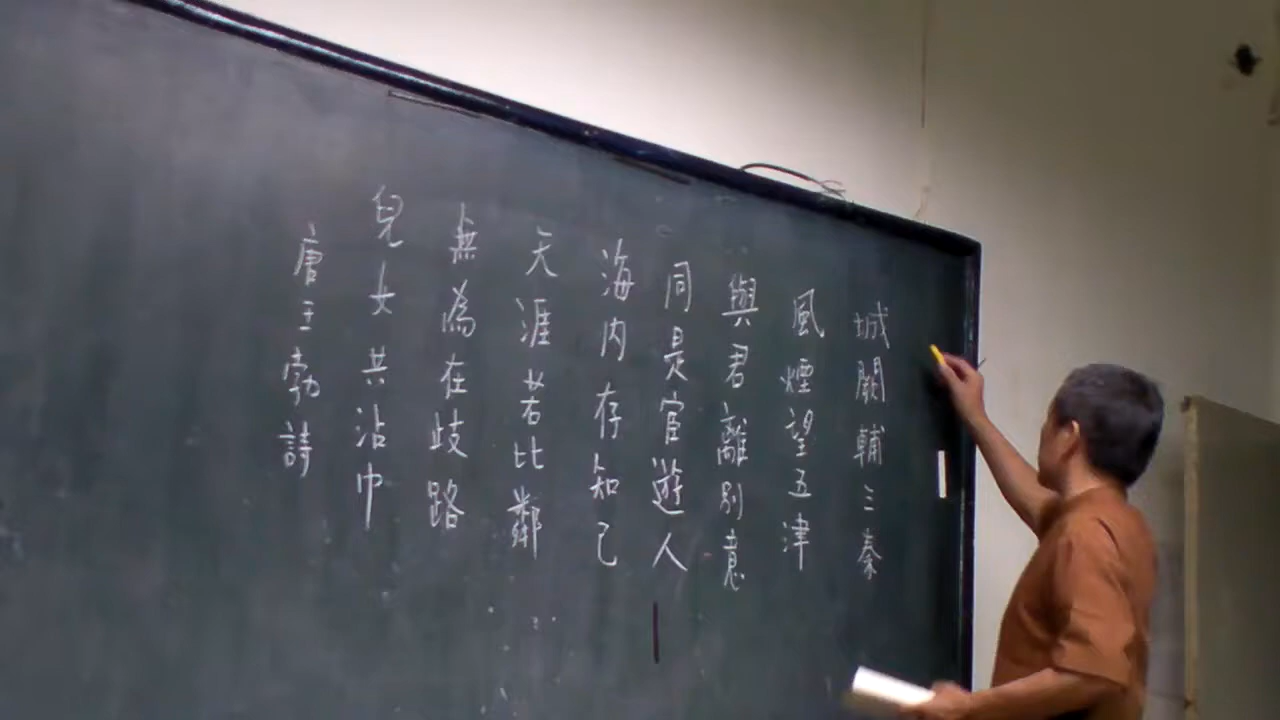 城闕輔三秦
風煙望五津
與君離別意
同是宦遊人
海內存知己
天涯若比鄰
無為在歧路
兒女共沾巾
唐王勃詩